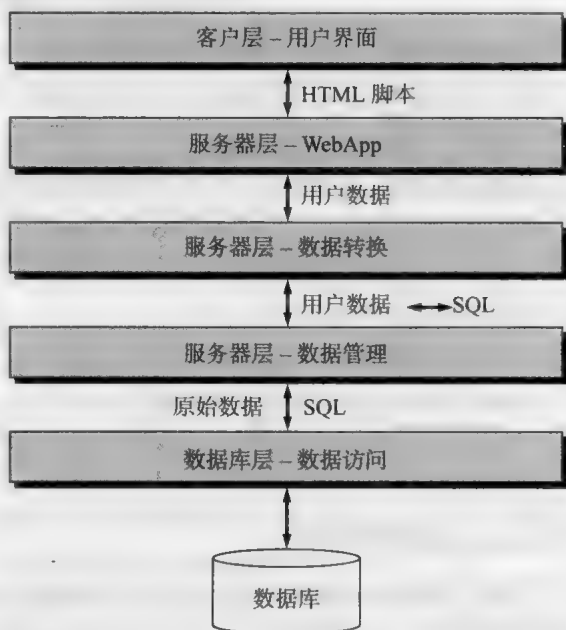 客户层 – 用户界面
HTML 脚本
服务器层 – WebApp
用户数据
服务器层 – 数据转换
用户数据 SQL
服务器层 – 数据管理
原始数据 SQL
数据库层 – 数据访问
数据库